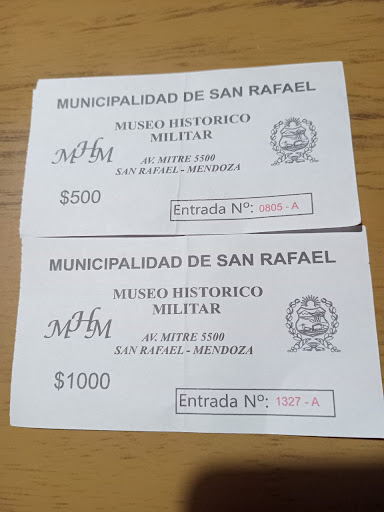 MUNICIPALIDAD DE SAN RAFAEL
MUSEO HISTORICO
MILITAR
MHM
AV. MITRE 5500
SAN RAFAEL - MENDOZA
$500
Entrada Nº: 0805 - A
MUNICIPALIDAD DE SAN RAFAEL
MUSEO HISTORICO
MILITAR
MHM
AV. MITRE 5500
SAN RAFAEL - MENDOZA
$1000
Entrada Nº: 1327 - A